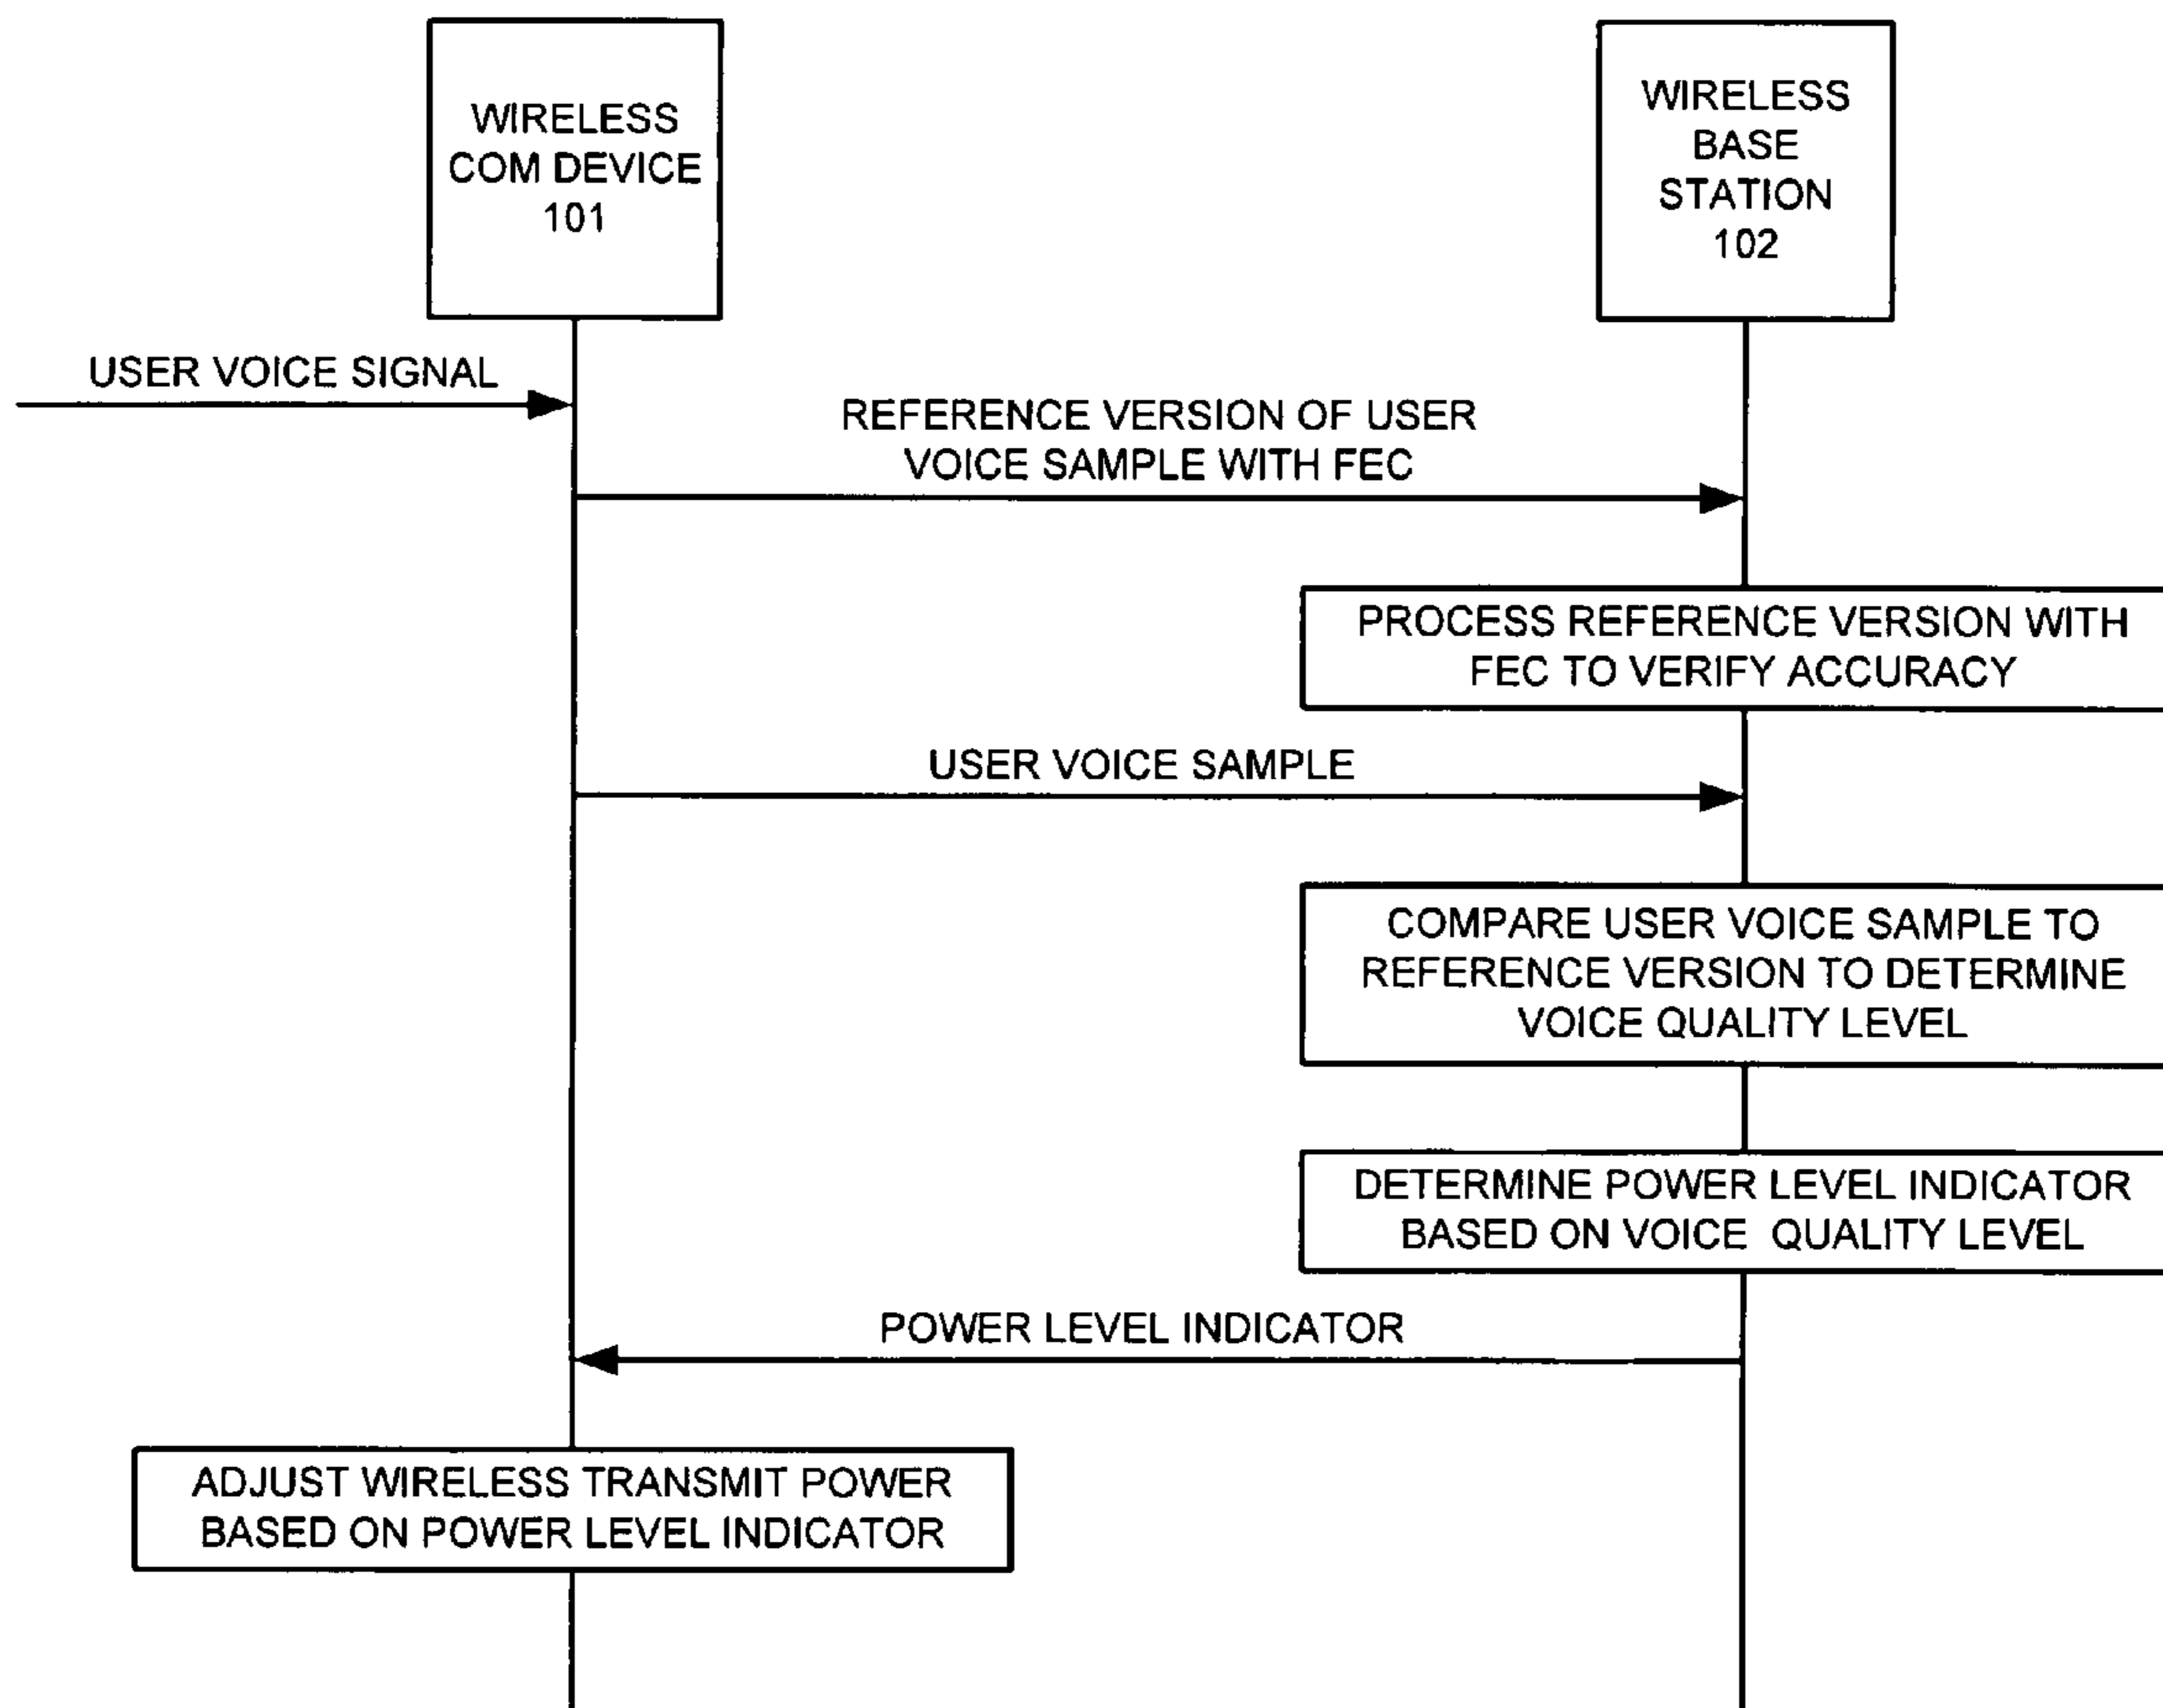 WIRELESS
COM DEVICE
101
WIRELESS
BASE
STATION
102
USER VOICE SIGNAL
REFERENCE VERSION OF USER
VOICE SAMPLE WITH FEC
PROCESS REFERENCE VERSION WITH
FEC TO VERIFY ACCURACY
USER VOICE SAMPLE
COMPARE USER VOICE SAMPLE TO
REFERENCE VERSION TO DETERMINE
VOICE QUALITY LEVEL
DETERMINE POWER LEVEL INDICATOR
BASED ON VOICE QUALITY LEVEL
POWER LEVEL INDICATOR
ADJUST WIRELESS TRANSMIT POWER
BASED ON POWER LEVEL INDICATOR